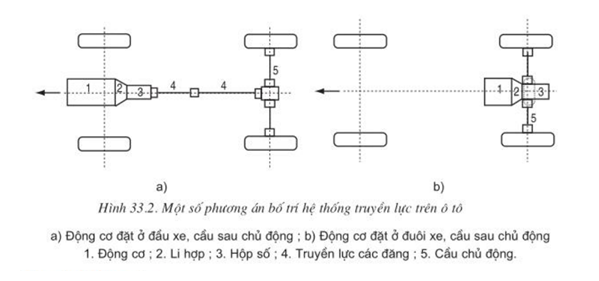 1 2 3 4 4 5
1 2 3 5
a) b)
Hình 33.2. Một số phương án bố trí hệ thống truyền lực trên ô tô
a) Động cơ đặt ở đầu xe, cầu sau chủ động ; b) Động cơ đặt ở đuôi xe, cầu sau chủ động
1. Động cơ ; 2. Li hợp ; 3. Hộp số ; 4. Truyền lực các đăng ; 5. Cầu chủ động.